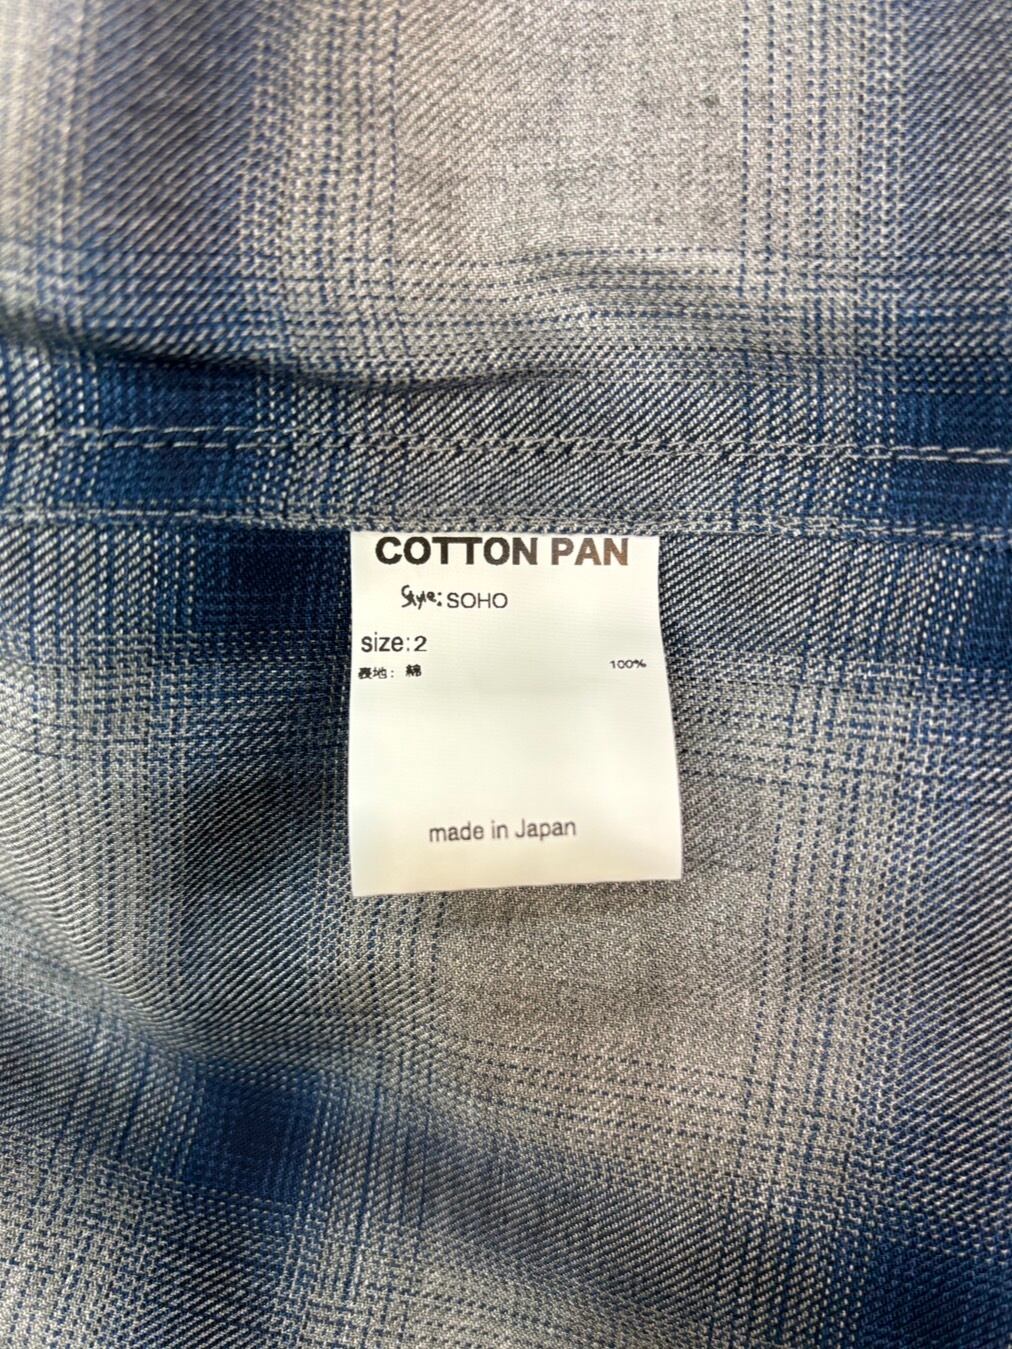 COTTON PAN
Style: SOHO
size:2
表地: 綿 100%
made in Japan